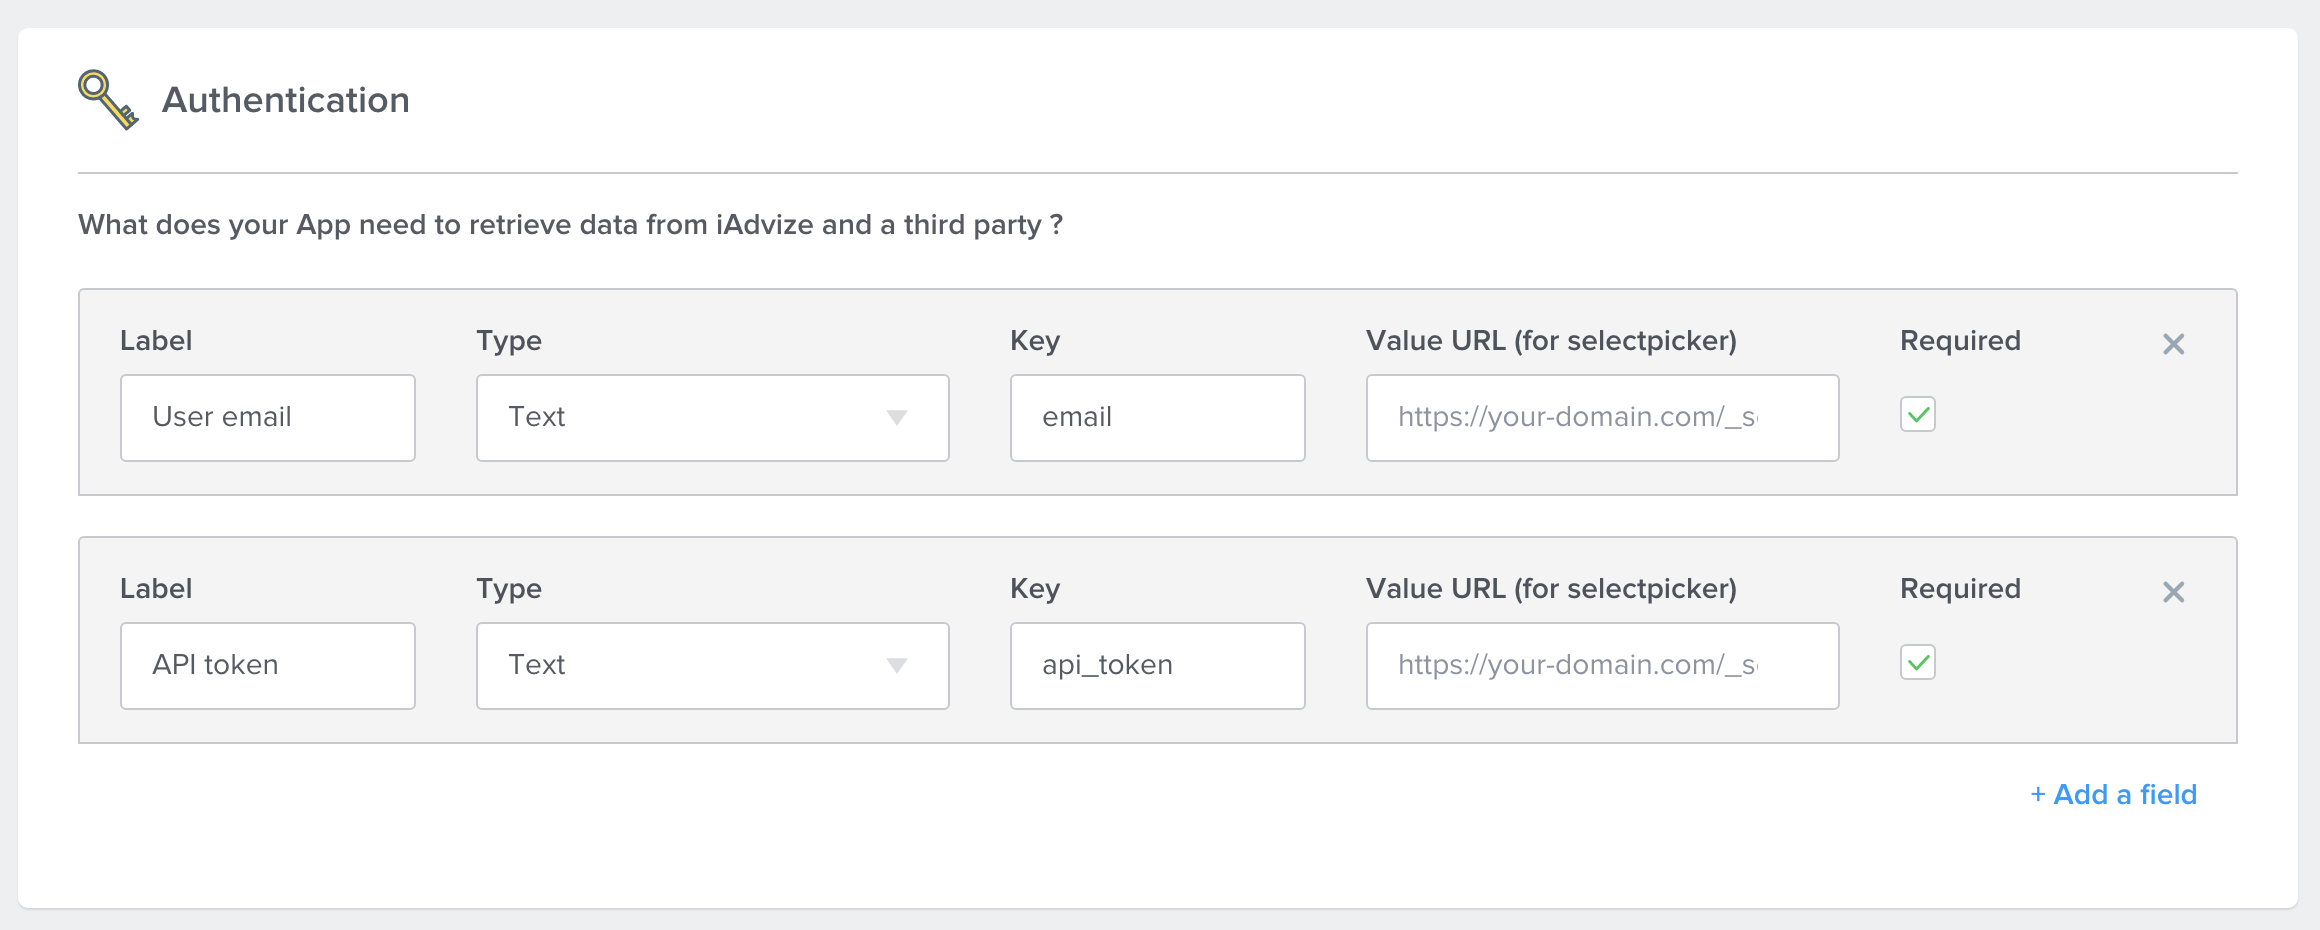 Authentication
What does your App need to retrieve data from iAdvize and a third party ?
Label Type Key Value URL (for selectpicker) Required
User email Text email https://your-domain.com/_s
Label Type Key Value URL (for selectpicker) Required
API token Text api_token https://your-domain.com/_s
+ Add a field